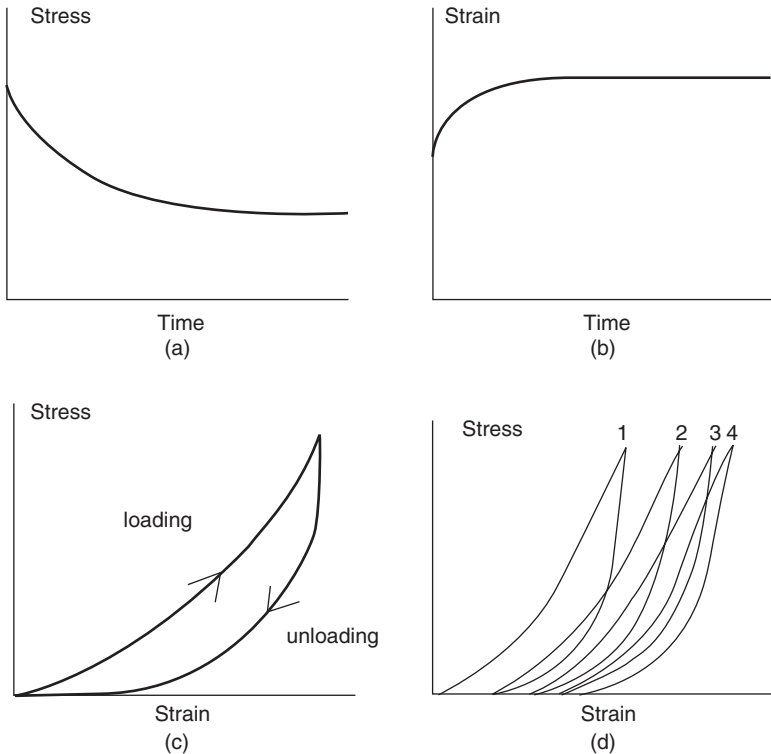 Stress
Time
(a)
Strain
Time
(b)
Stress
loading
unloading
Strain
(c)
Stress
1 2 3 4
Strain
(d)